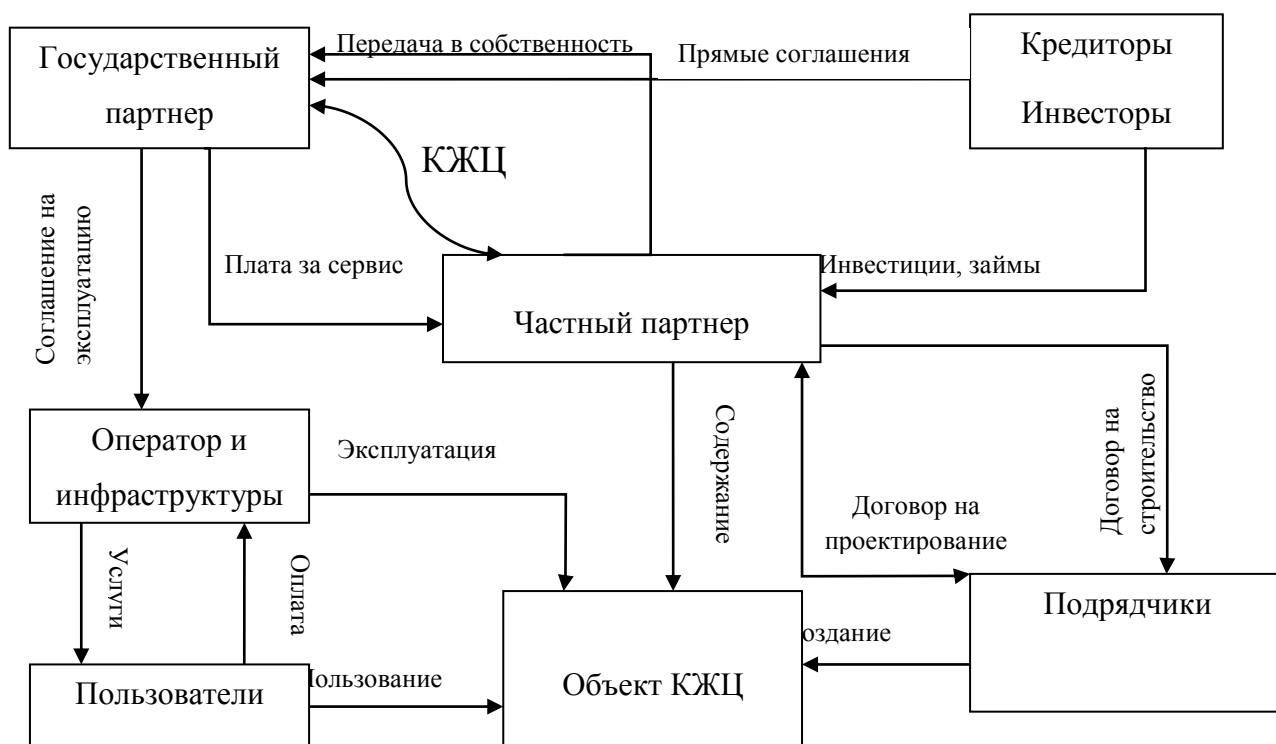 Государственный
партнер
Передача в собственность
Прямые соглашения
Кредиторы
Инвесторы
КЖЦ
Соглашение на
эксплуатацию
Плата за сервис
Инвестиции, займы
Частный партнер
Оператор и
инфраструктуры
Эксплуатация
Содержание
Договор на
проектирование
Договор на
строительство
Услуги
Оплата
Подрядчики
оздание
Пользователи
Пользование
Объект КЖЦ